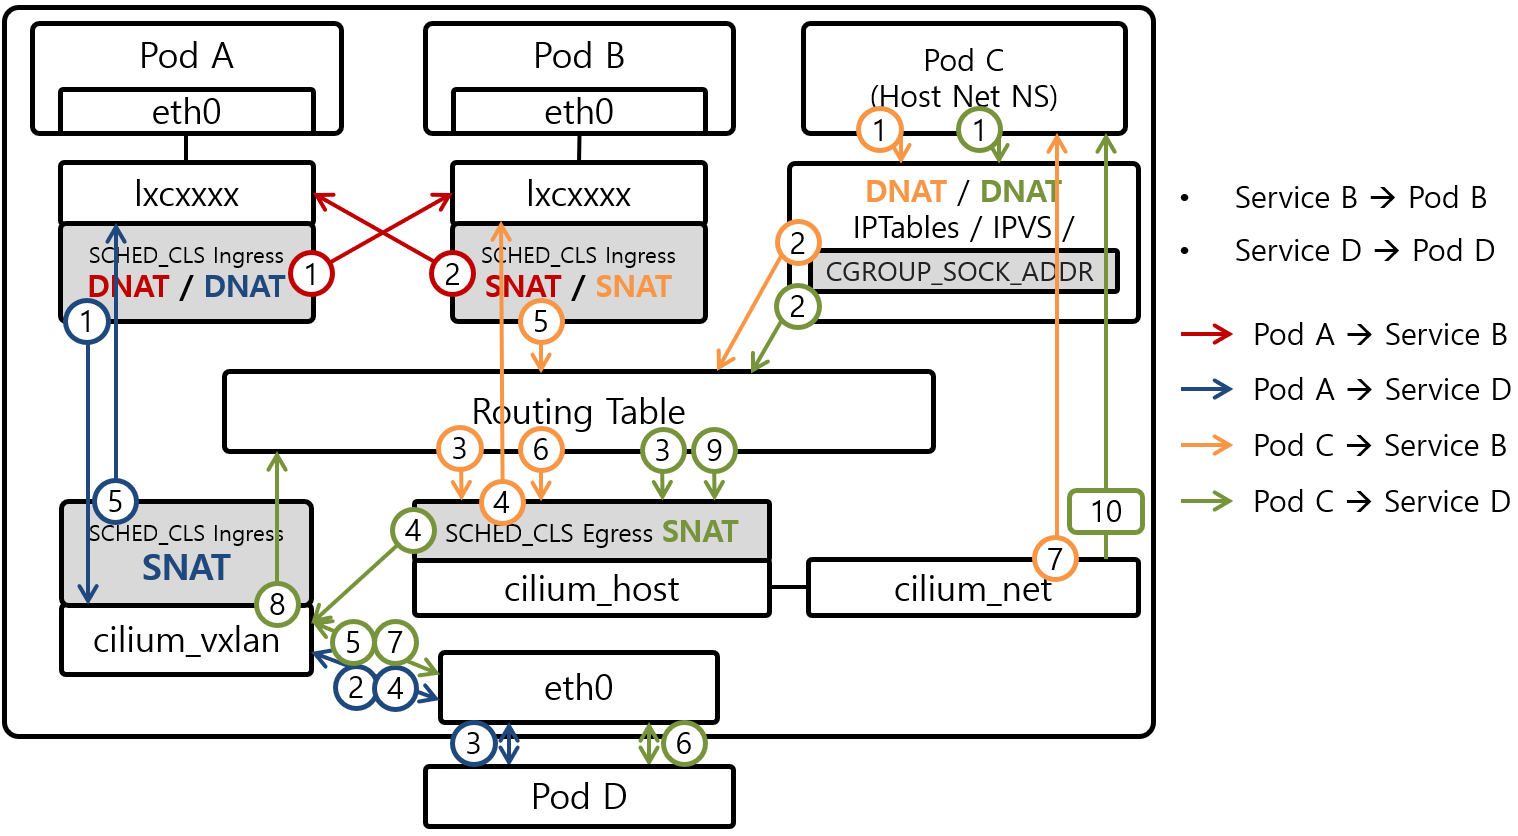 Pod A
eth0
lxcxxxx
SCHED_CLS Ingress
DNAT / DNAT
1
1
Pod B
eth0
lxcxxxx
SCHED_CLS Ingress
SNAT / SNAT
2
5
Pod C
(Host Net NS)
1
1
DNAT / DNAT
IPTables / IPVS /
CGROUP_SOCK_ADDR
2
2
Routing Table
3
6
3
9
5
SCHED_CLS Ingress
SNAT
8
cilium_vxlan
4
4
SCHED_CLS Egress SNAT
cilium_host
10
7
cilium_net
5
7
2
4
eth0
3
6
Pod D
• Service B → Pod B
• Service D → Pod D
Pod A → Service B
Pod A → Service D
Pod C → Service B
Pod C → Service D